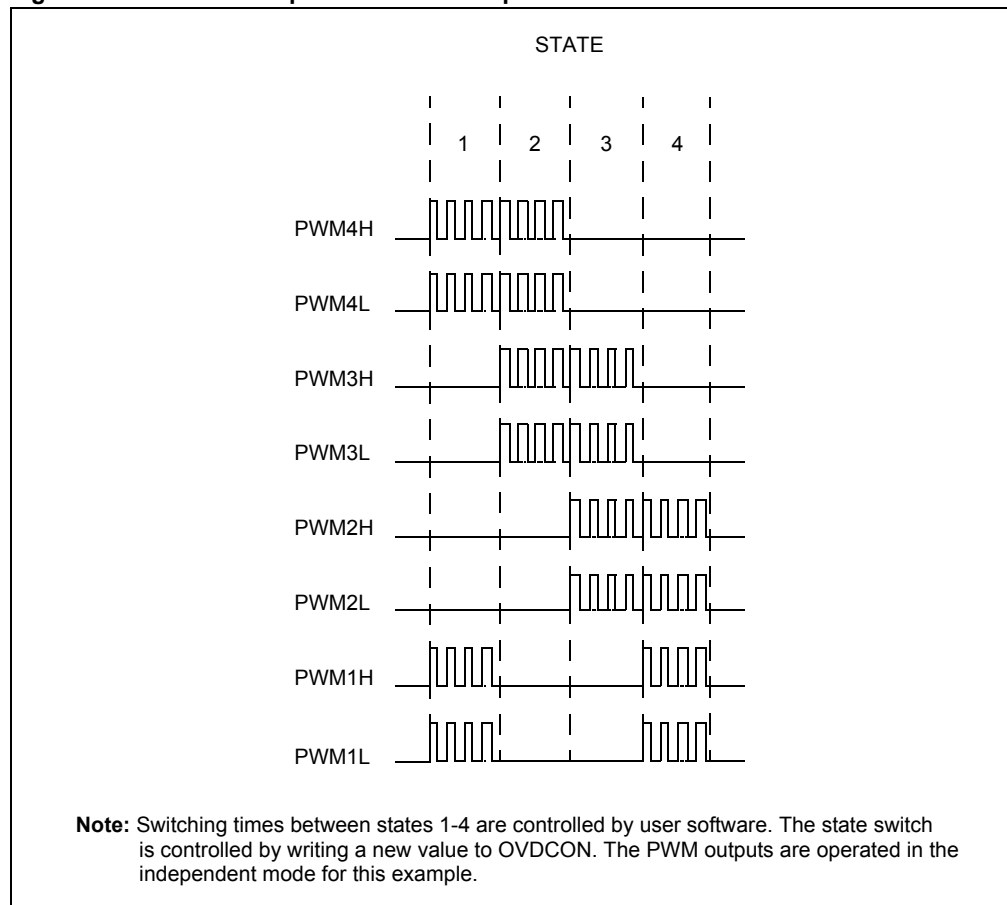 STATE
1 2 3 4
PWM4H
PWM4L
PWM3H
PWM3L
PWM2H
PWM2L
PWM1H
PWM1L
Note: Switching times between states 1-4 are controlled by user software. The state switch
is controlled by writing a new value to OVDCON. The PWM outputs are operated in the
independent mode for this example.